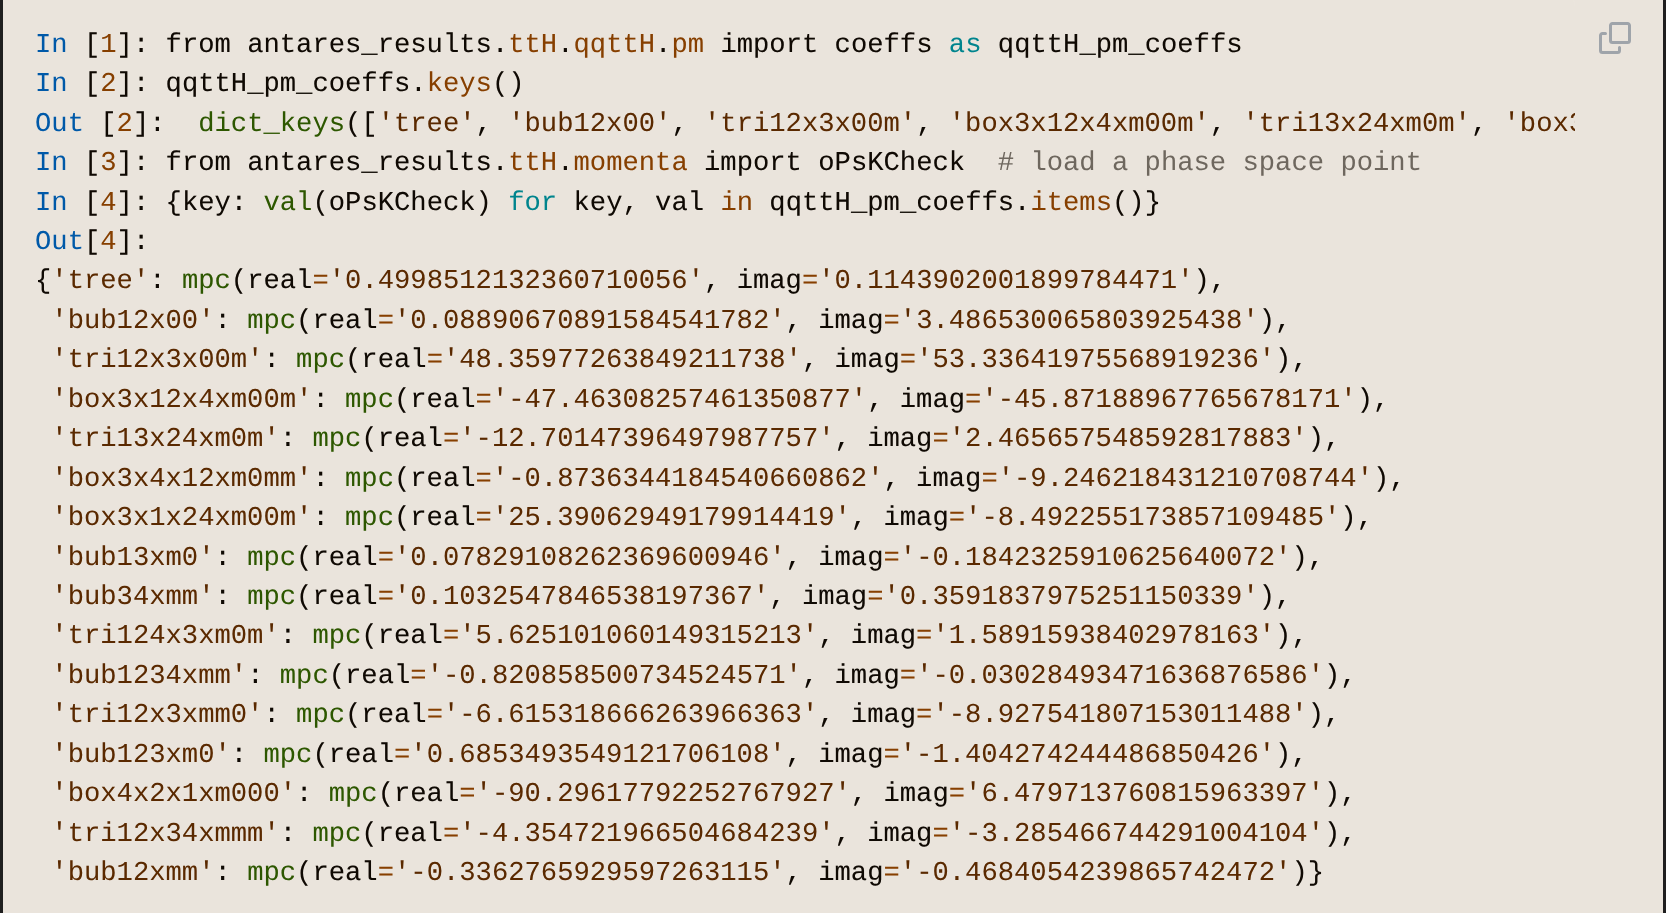 In [1]: from antares_results.ttH.qqttH.pm import coeffs as qqttH_pm_coeffs
In [2]: qqttH_pm_coeffs.keys()
Out [2]:  dict_keys(['tree', 'bub12x00', 'tri12x3x00m', 'box3x12x4xm00m', 'tri13x24xm0m', 'box
In [3]: from antares_results.ttH.momenta import oPsKCheck  # load a phase space point
In [4]: {key: val(oPsKCheck) for key, val in qqttH_pm_coeffs.items()}
Out[4]:
{'tree': mpc(real='0.4998512132360710056', imag='0.1143902001899784471'),
 'bub12x00': mpc(real='0.08890670891584541782', imag='3.486530065803925438'),
 'tri12x3x00m': mpc(real='48.35977263849211738', imag='53.33641975568919236'),
 'box3x12x4xm00m': mpc(real='-47.46308257461350877', imag='-45.87188967765678171'),
 'tri13x24xm0m': mpc(real='-12.70147396497987757', imag='2.465657548592817883'),
 'box3x4x12xm0mm': mpc(real='-0.8736344184540660862', imag='-9.246218431210708744'),
 'box3x1x24xm00m': mpc(real='25.39062949179914419', imag='-8.492255173857109485'),
 'bub13xm0': mpc(real='0.07829108262369600946', imag='-0.1842325910625640072'),
 'bub34xmm': mpc(real='0.1032547846538197367', imag='0.3591837975251150339'),
 'tri124x3xm0m': mpc(real='5.625101060149315213', imag='1.58915938402978163'),
 'bub1234xmm': mpc(real='-0.820858500734524571', imag='-0.03028493471636876586'),
 'tri12x3xmm0': mpc(real='-6.615318666263966363', imag='-8.927541807153011488'),
 'bub123xm0': mpc(real='0.6853493549121706108', imag='-1.404274244486850426'),
 'box4x2x1xm000': mpc(real='-90.29617792252767927', imag='6.479713760815963397'),
 'tri12x34xmmm': mpc(real='-4.354721966504684239', imag='-3.285466744291004104'),
 'bub12xmm': mpc(real='-0.3362765929597263115', imag='-0.4684054239865742472')}